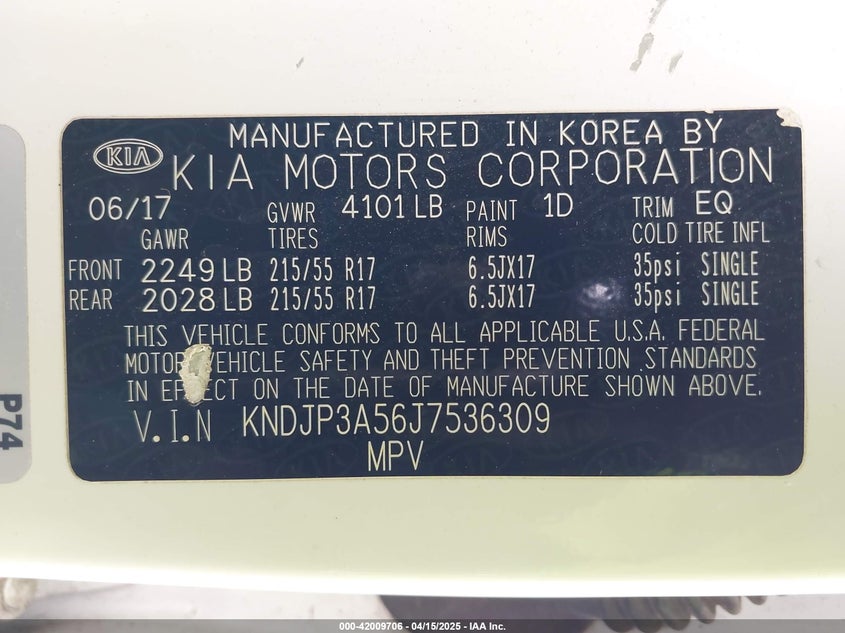 MANUFACTURED IN KOREA BY
KIA KIA MOTORS CORPORATION
06/17 GVWR 4101 LB PAINT 1D TRIM EQ
GAWR TIRES RIMS COLD TIRE INFL
FRONT 2249 LB 215/55 R17 6.5JX17 35psi SINGLE
REAR 2028 LB 215/55 R17 6.5JX17 35psi SINGLE
THIS VEHICLE CONFORMS TO ALL APPLICABLE U.S.A. FEDERAL
MOTOR VEHICLE SAFETY AND THEFT PREVENTION STANDARDS
IN EFFECT ON THE DATE OF MANUFACTURE SHOWN ABOVE.
V.I.N KNDJP3A56J7536309
MPV
P74
000-42009706 - 04/15/2025 - IAA Inc.